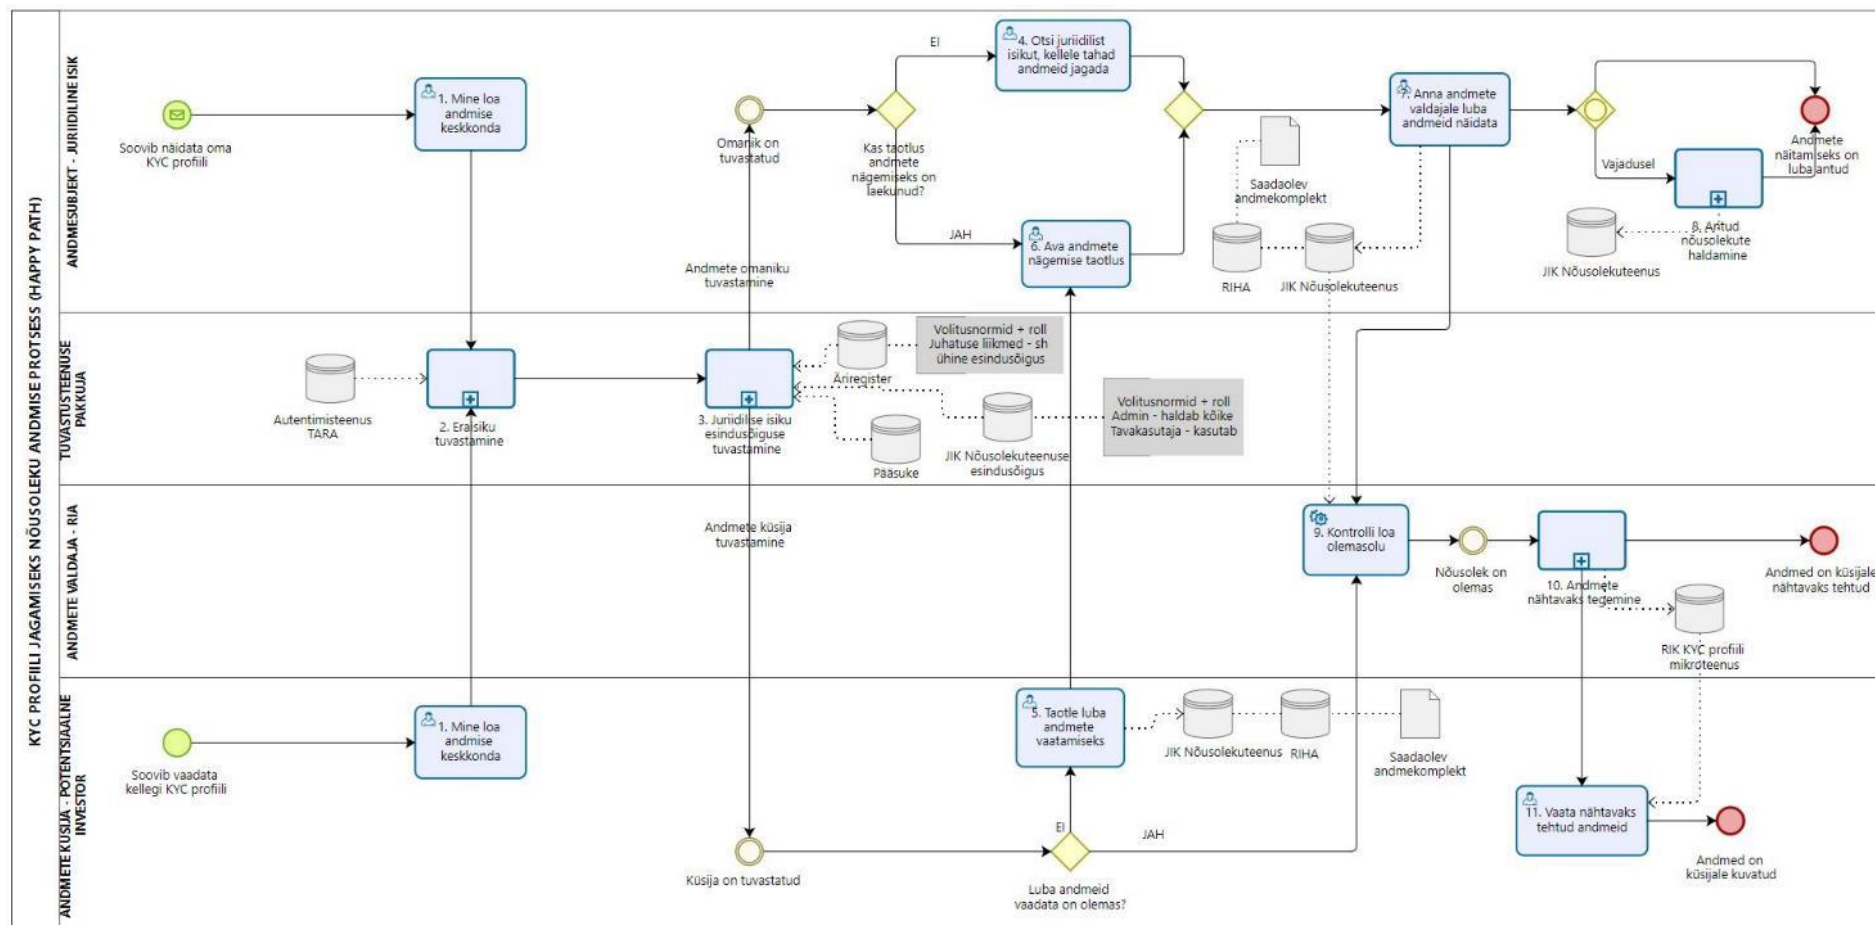 KYC PROFIILI JAGAMISEKS NÕUSOLEKU ANDMISE PROTSESS (HAPPY PATH)
ANDMESUBJEKT - JURIIDILINE ISIK
Soovib näidata oma
KYC profiili
1. Mine loa
andmise
keskkonda
Omanik on
tuvastatud
Kas taotlus
andmete
nägemiseks on
laekunud?
EI
JAH
4. Otsi juriidilist
isikut, kellele tahad
andmeid jagada
6. Ava andmete
nägemise taotlus
7. Anna andmete
valdajale luba
andmeid näidata
Saadaolev
andmekomplekt
RIHA
JIK Nõusolekuteenus
Vajadusel
Andmete
näitamiseks on
luba antud
8. Antud
nõusolekute
haldamine
JIK Nõusolekuteenus
Andmete omaniku
tuvastamine
TUVASTUSTEENUSE
PAKKUJA
Autentimisteenus
TARA
2. Eraisiku
tuvastamine
3. Juriidilise isiku
esindusõiguse
tuvastamine
Äriregister
Volitusnormid + roll
Juhatuse liikmed - sh
ühine esindusõigus
Pääsuke
JIK Nõusolekuteenuse
esindusõigus
Volitusnormid + roll
Admin - haldab kõike
Tavakasutaja - kasutab
ANDMETE VALDAJA - RIA
Andmete küsija
tuvastamine
9. Kontrolli loa
olemasolu
Nõusolek on
olemas
10. Andmete
nähtavaks tegemine
Andmed on küsijale
nähtavaks tehtud
RIK KYC profiili
mikroteenus
ANDMETE KÜSIJA - POTENTSIAALNE
INVESTOR
Soovib vaadata
kellegi KYC profiili
1. Mine loa
andmise
keskkonda
Küsija on tuvastatud
5. Taotle luba
andmete
vaatamiseks
JIK Nõusolekuteenus
RIHA
Saadaolev
andmekomplekt
EI
JAH
Luba andmeid
vaadata on olemas?
11. Vaata nähtavaks
tehtud andmeid
Andmed on
küsijale kuvatud